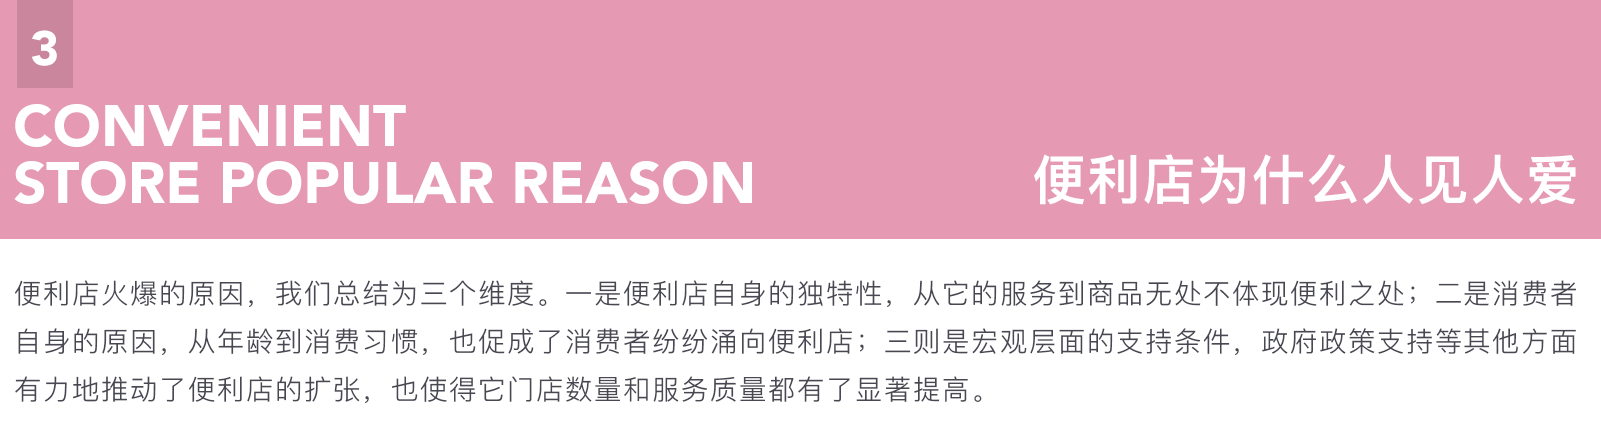 3
CONVENIENT
STORE POPULAR REASON
便利店为什么人见人爱
便利店火爆的原因，我们总结为三个维度。一是便利店自身的独特性，从它的服务到商品无处不体现便利之处；二是消费者
自身的原因，从年龄到消费习惯，也促成了消费者纷纷涌向便利店；三则是宏观层面的支持条件，政府政策支持等其他方面
有力地推动了便利店的扩张，也使得它门店数量和服务质量都有了显著提高。